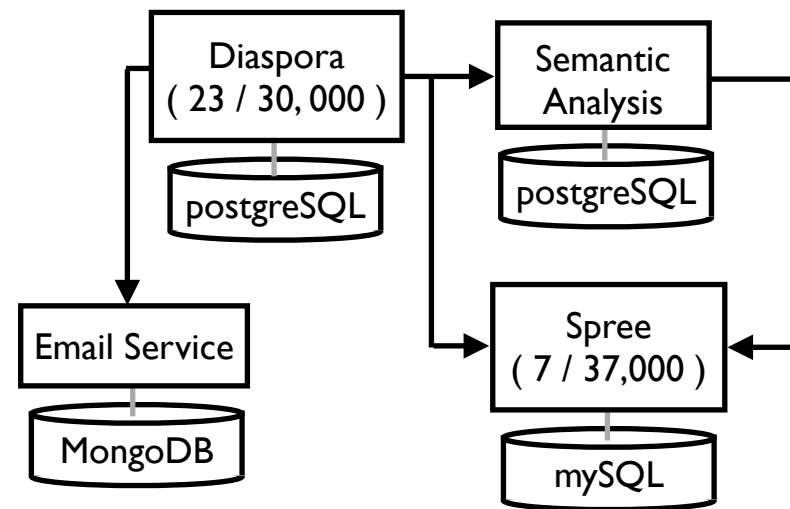 Diaspora
( 23 / 30, 000 )
postgreSQL
Semantic
Analysis
postgreSQL
Email Service
MongoDB
Spree
( 7 / 37,000 )
mySQL